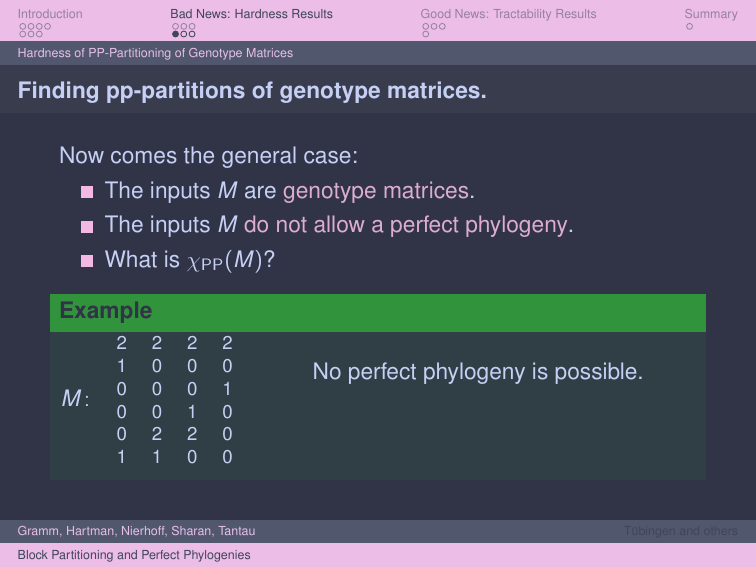 Introduction Bad News: Hardness Results Good News: Tractability Results Summary
Hardness of PP-Partitioning of Genotype Matrices
Finding pp-partitions of genotype matrices.
Now comes the general case:
The inputs M are genotype matrices.
The inputs M do not allow a perfect phylogeny.
What is χPP(M)?
Example
2 2 2 2
1 0 0 0
0 0 0 1
M: 
0 0 1 0
0 2 2 0
1 1 0 0
No perfect phylogeny is possible.
Gramm, Hartman, Nierhoff, Sharan, Tantau Tübingen and others
Block Partitioning and Perfect Phylogenies